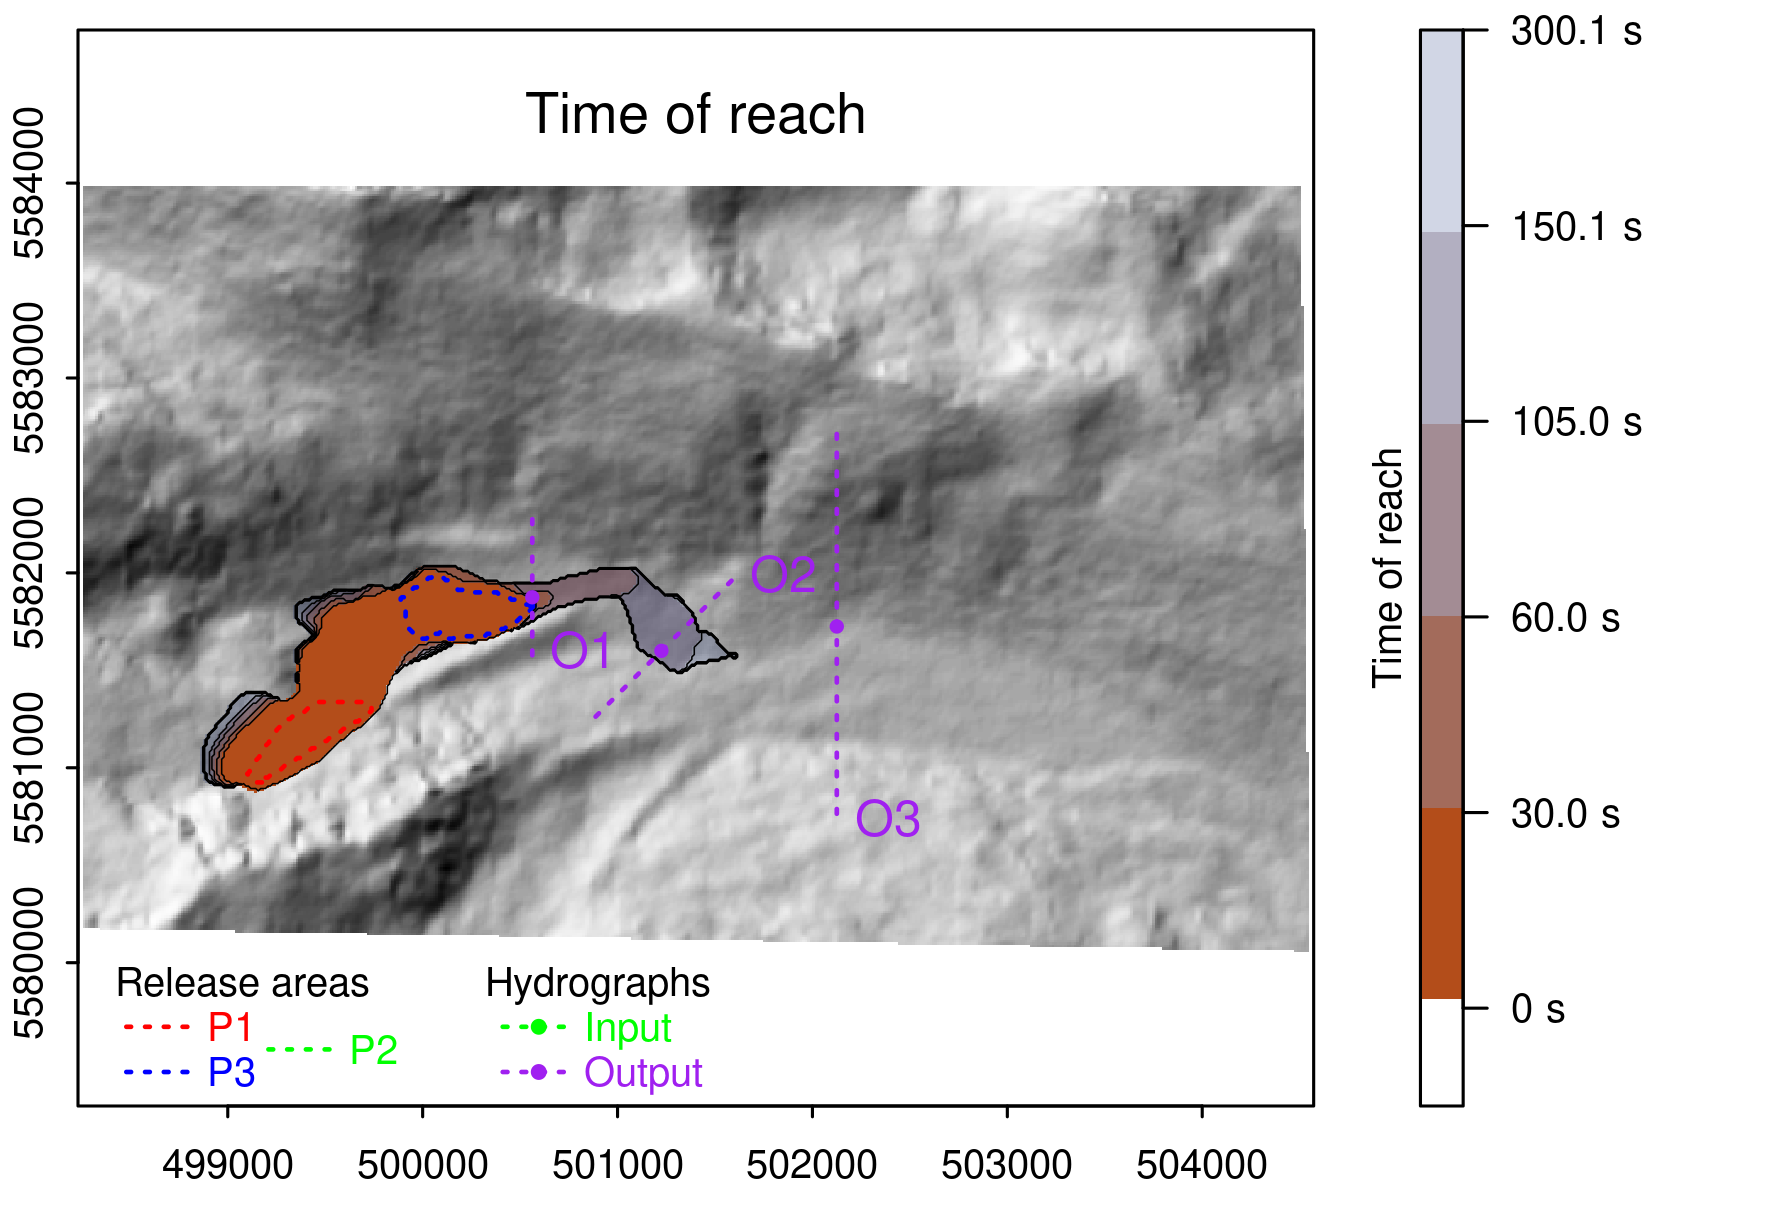 Time of reach
5584000
5583000
5582000
5581000
5580000
O1
O2
O3
Release areas
P1
P2
P3
Hydrographs
Input
Output
499000 500000 501000 502000 503000 504000
Time of reach
300.1 s
150.1 s
105.0 s
60.0 s
30.0 s
0 s